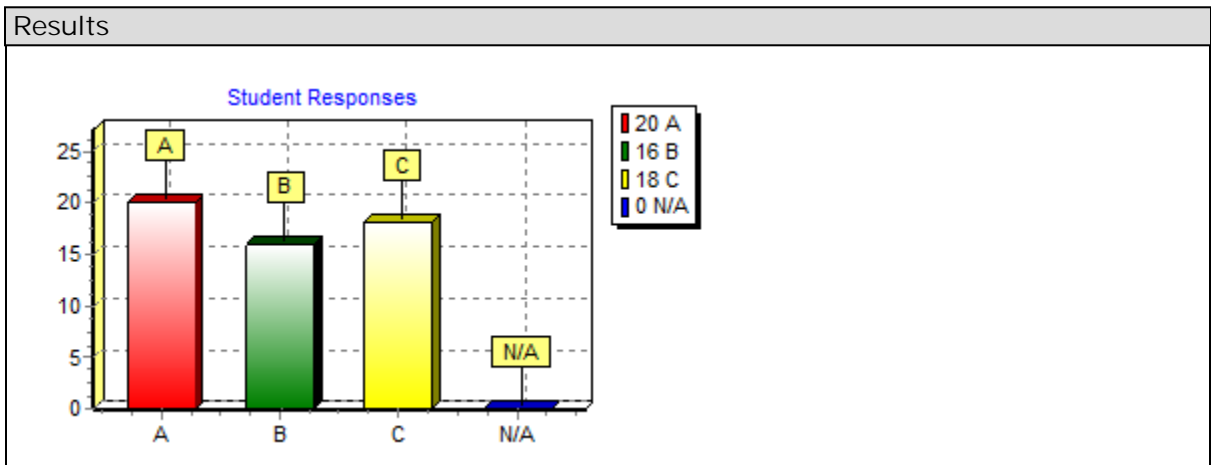 Results
Student Responses
20 A
16 B
18 C
0 N/A
25
20
15
10
5
0
A
B
C
N/A
A
B
C
N/A